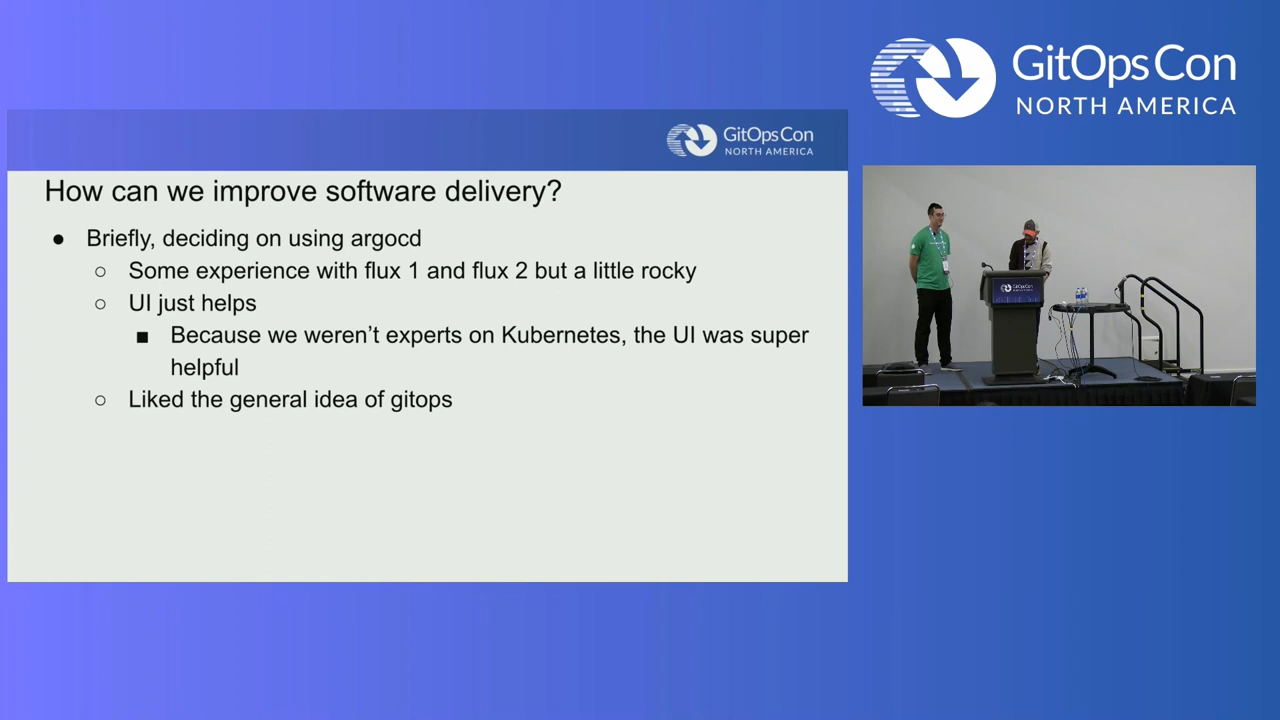 GitOpsCon
NORTH AMERICA
GitOpsCon
NORTH AMERICA
How can we improve software delivery?
● Briefly, deciding on using argocd
○ Some experience with flux 1 and flux 2 but a little rocky
○ UI just helps
■ Because we weren’t experts on Kubernetes, the UI was super
helpful
○ Liked the general idea of gitops